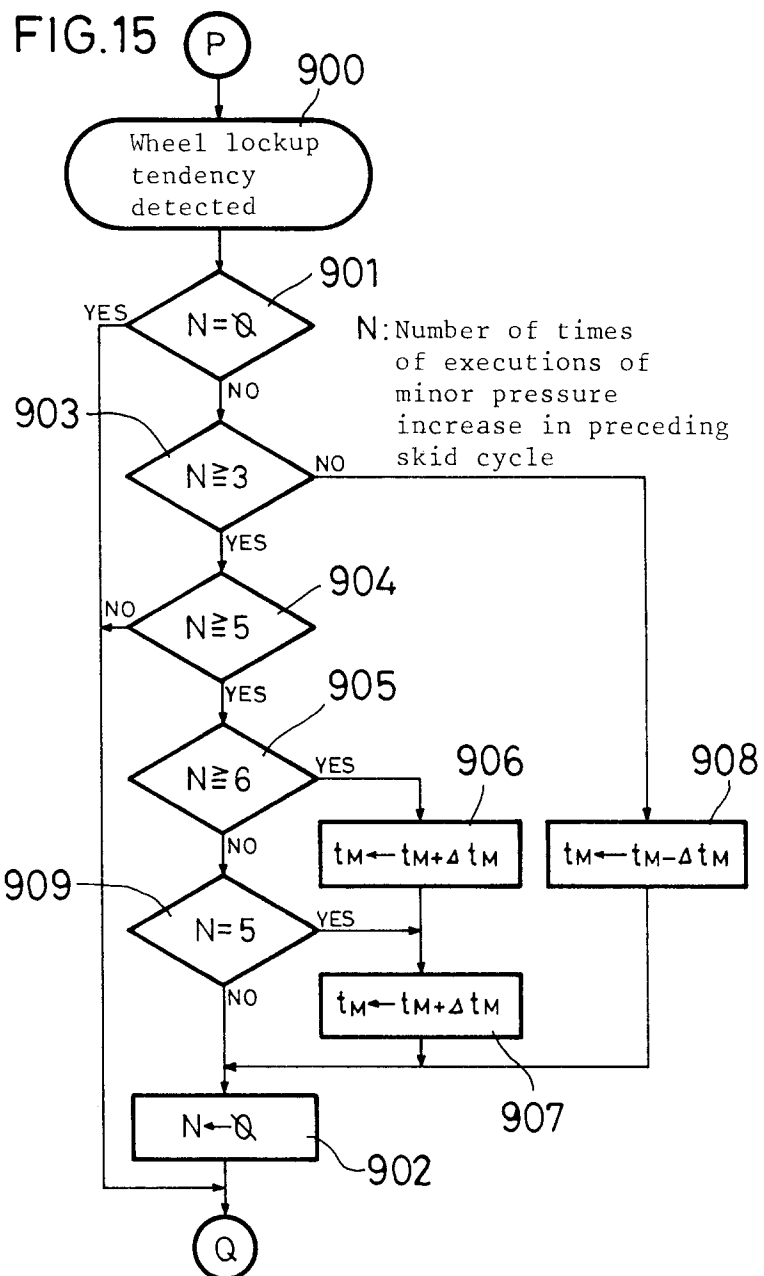 FIG.15
P
900
Wheel lockup
tendency
detected
901
YES
N=0̸
N: Number of times
of executions of
minor pressure
increase in preceding
skid cycle
NO
903
N≧3
NO
YES
904
NO
N≧5
YES
905
N≧6
YES
906
908
NO
tM←tM+ΔtM
tM←tM-ΔtM
909
N=5
YES
NO
tM←tM+ΔtM
907
N←0̸
902
Q